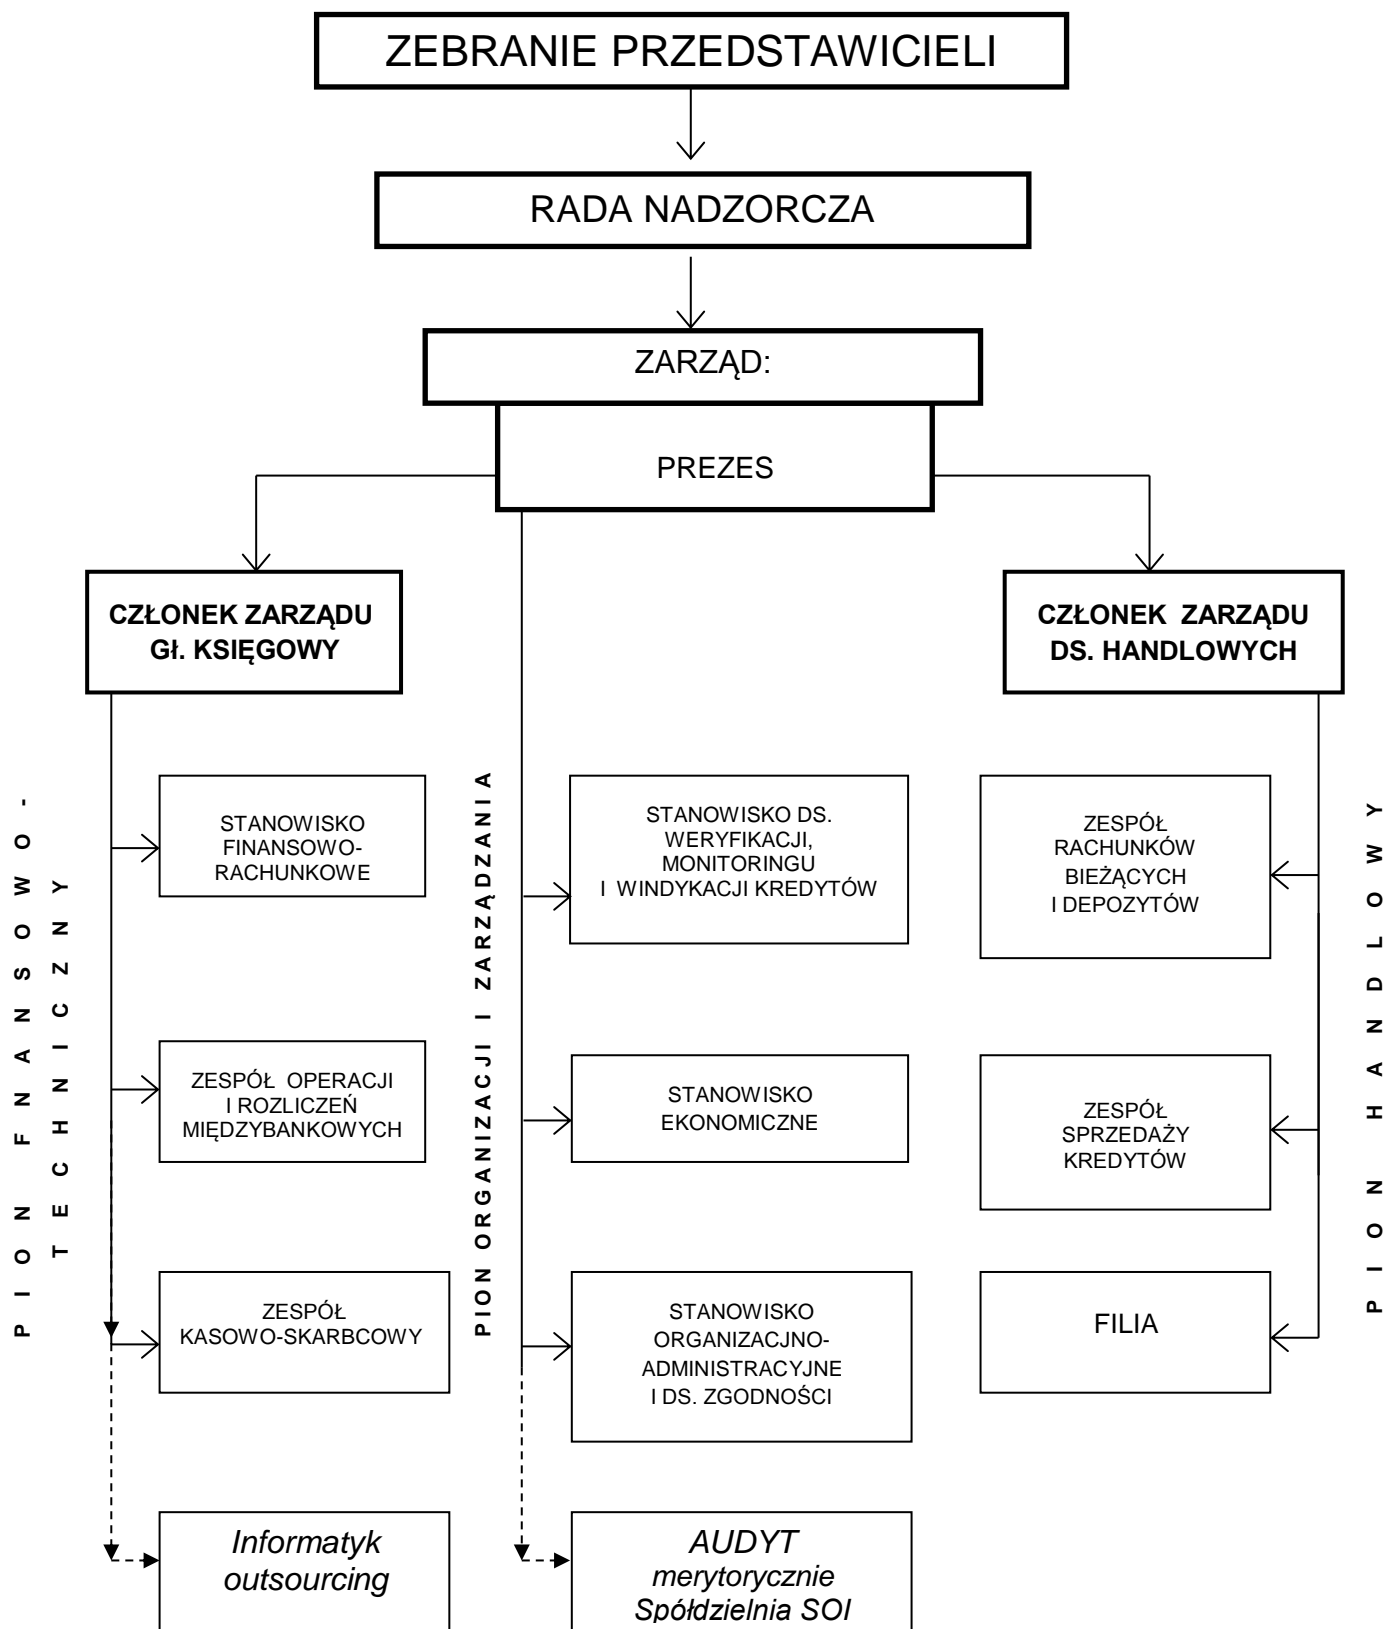 ZEBRANIE PRZEDSTAWICIELI
RADA NADZORCZA
ZARZĄD:
PREZES
CZŁONEK ZARZĄDU
Gł. KSIĘGOWY
CZŁONEK ZARZĄDU
DS. HANDLOWYCH
PION FNANSOWO-
TECHNICZNY
STANOWISKO
FINANSOWO-
RACHUNKOWE
ZESPÓŁ OPERACJI
I ROZLICZEŃ
MIĘDZYBANKOWYCH
ZESPÓŁ
KASOWO-SKARBCOWY
Informatyk
outsourcing
PION ORGANIZACJI I ZARZĄDZANIA
STANOWISKO DS.
WERYFIKACJI,
MONITORINGU
I WINDYKACJI KREDYTÓW
STANOWISKO
EKONOMICZNE
STANOWISKO
ORGANIZACJNO-
ADMINISTRACYJNE
I DS. ZGODNOŚCI
AUDYT
merytorycznie
Spółdzielnia SOI
ZESPÓŁ
RACHUNKÓW
BIEŻĄCYCH
I DEPOZYTÓW
ZESPÓŁ
SPRZEDAŻY
KREDYTÓW
FILIA
PION HANDLOWY